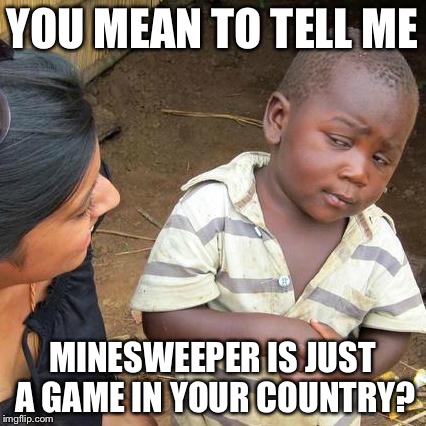 YOU MEAN TO TELL ME
MINESWEEPER IS JUST
A GAME IN YOUR COUNTRY?
imgflip.com